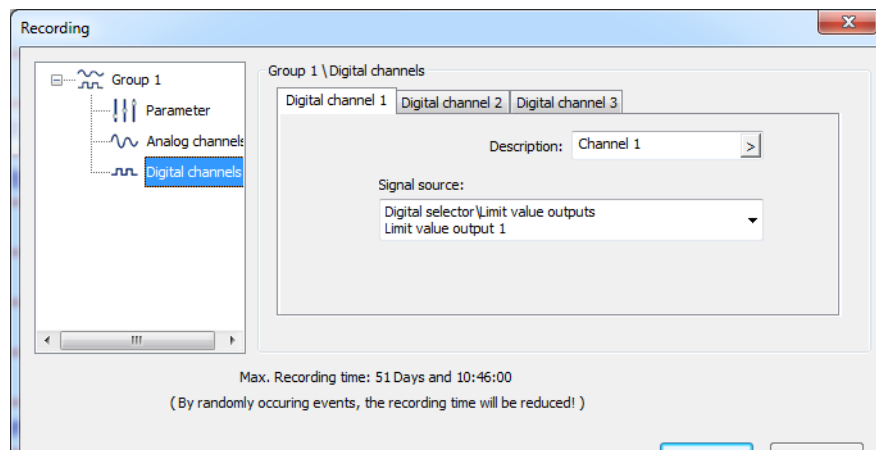 Recording
Group 1
Parameter
Analog channels
Digital channels
Group 1 \ Digital channels
Digital channel 1 Digital channel 2 Digital channel 3
Description: Channel 1 >
Signal source:
Digital selector\Limit value outputs
Limit value output 1
Max. Recording time: 51 Days and 10:46:00
( By randomly occuring events, the recording time will be reduced! )